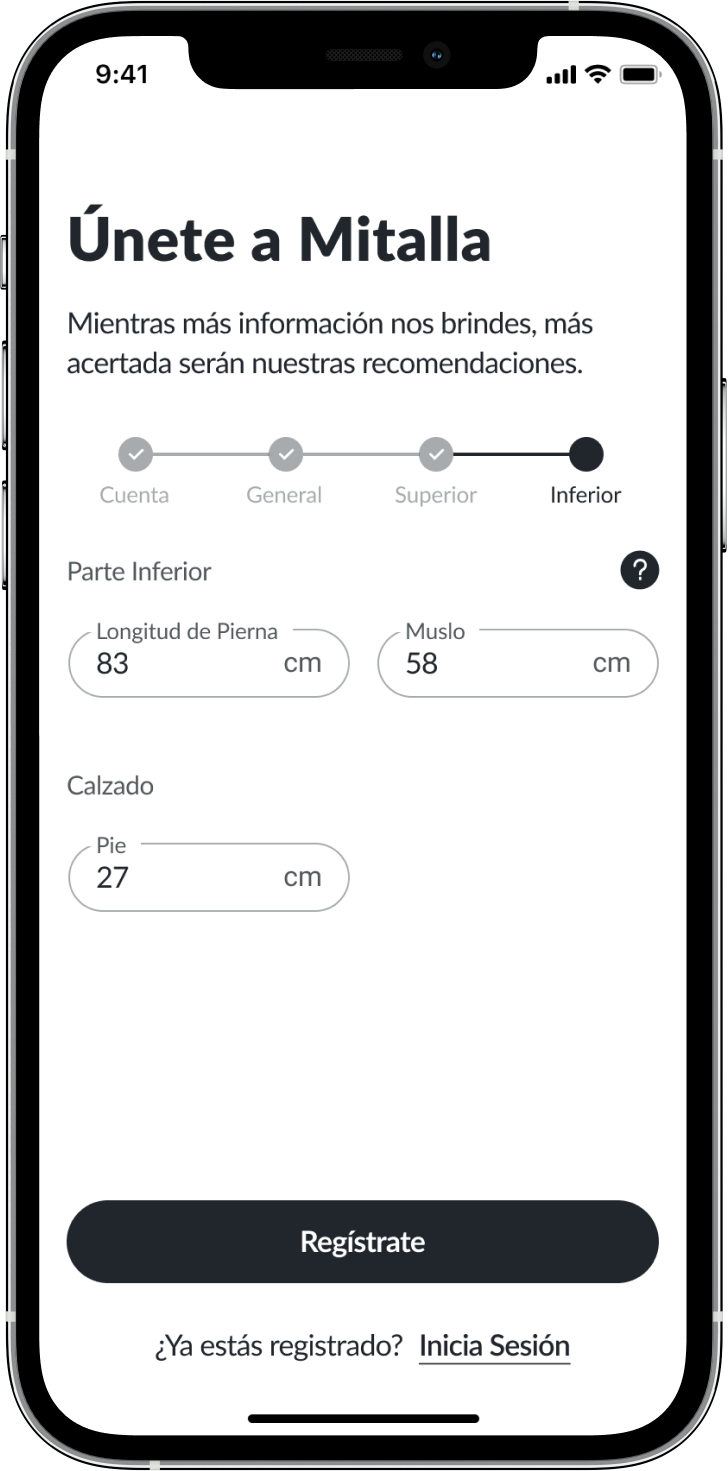 9:41
Únete a Mitalla
Mientras más información nos brindes, más
acertada serán nuestras recomendaciones.
Cuenta General Superior Inferior
Parte Inferior ?
Longitud de Pierna Muslo
83 cm 58 cm
Calzado
Pie
27 cm
Regístrate
¿Ya estás registrado? Inicia Sesión